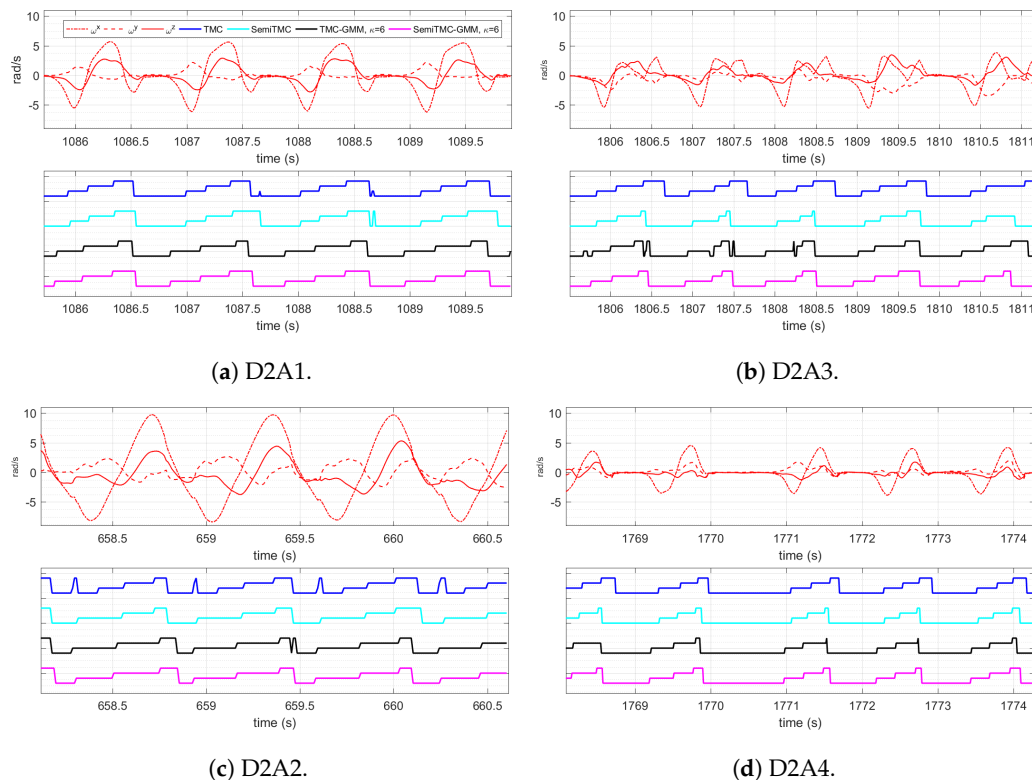 10
5
0
-5
rad/s
ω^x ω^y ω^z TMC SemiTMC TMC-GMM, κ=6 SemiTMC-GMM, κ=6
1086 1086.5 1087 1087.5 1088 1088.5 1089 1089.5
time (s)
1086 1086.5 1087 1087.5 1088 1088.5 1089 1089.5
time (s)
(a) D2A1.
10
5
0
-5
1806 1806.5 1807 1807.5 1808 1808.5 1809 1809.5 1810 1810.5 1811
time (s)
1806 1806.5 1807 1807.5 1808 1808.5 1809 1809.5 1810 1810.5 1811
time (s)
(b) D2A3.
10
5
0
-5
rad/s
658.5 659 659.5 660 660.5
time (s)
658.5 659 659.5 660 660.5
time (s)
(c) D2A2.
10
5
0
-5
rad/s
1769 1770 1771 1772 1773 1774
time (s)
1769 1770 1771 1772 1773 1774
time (s)
(d) D2A4.